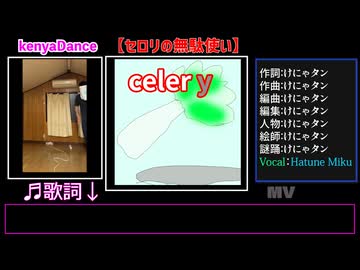 kenyaDance
【セロリの無駄使い】
celery
作詞:けにゃタン
作曲:けにゃタン
編曲:けにゃタン
編集:けにゃタン
人物:けにゃタン
絵師:けにゃタン
謎踊:けにゃタン
Vocal:Hatune Miku
♫歌詞↓
MV